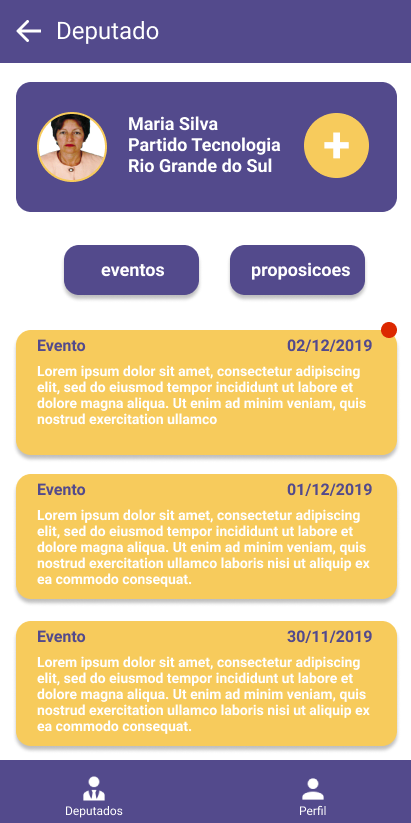 Deputado
Maria Silva
Partido Tecnologia
Rio Grande do Sul
eventos
proposicoes
Evento 02/12/2019
Lorem ipsum dolor sit amet, consectetur adipiscing
elit, sed do eiusmod tempor incididunt ut labore et
dolore magna aliqua. Ut enim ad minim veniam, quis
nostrud exercitation ullamco
Evento 01/12/2019
Lorem ipsum dolor sit amet, consectetur adipiscing
elit, sed do eiusmod tempor incididunt ut labore et
dolore magna aliqua. Ut enim ad minim veniam, quis
nostrud exercitation ullamco laboris nisi ut aliquip ex
ea commodo consequat.
Evento 30/11/2019
Lorem ipsum dolor sit amet, consectetur adipiscing
elit, sed do eiusmod tempor incididunt ut labore et
dolore magna aliqua. Ut enim ad minim veniam, quis
nostrud exercitation ullamco laboris nisi ut aliquip ex
ea commodo consequat.
Deputados
Perfil